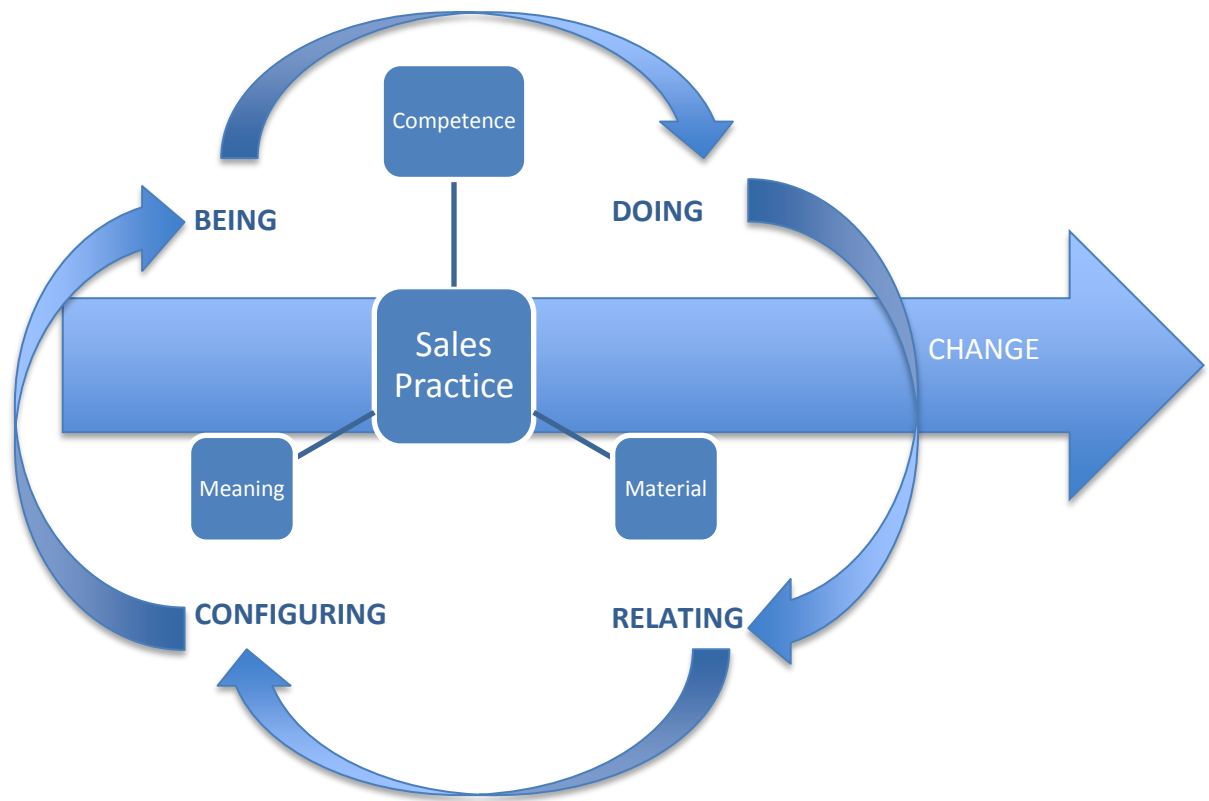 Competence
BEING
DOING
Sales
Practice
CHANGE
Meaning
Material
CONFIGURING
RELATING